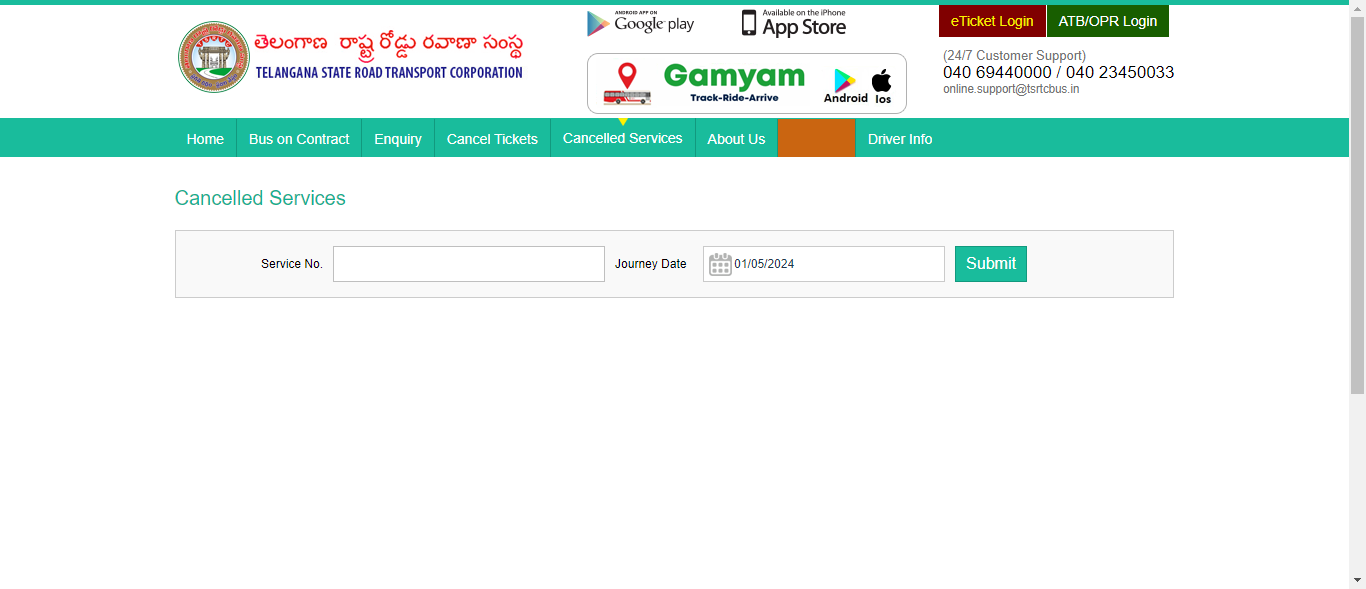 ANDROID APP ON
Google play
Available on the iPhone
App Store
eTicket Login
ATB/OPR Login
తెలంగాణ రాష్ట్ర రోడ్డు రవాణా సంస్థ
TELANGANA STATE ROAD TRANSPORT CORPORATION
Gamyam
Track-Ride-Arrive
Android
Ios
(24/7 Customer Support)
040 69440000 / 040 23450033
online.support@tsrtcbus.in
Home
Bus on Contract
Enquiry
Cancel Tickets
Cancelled Services
About Us
Driver Info
Cancelled Services
Service No.
Journey Date
01/05/2024
Submit